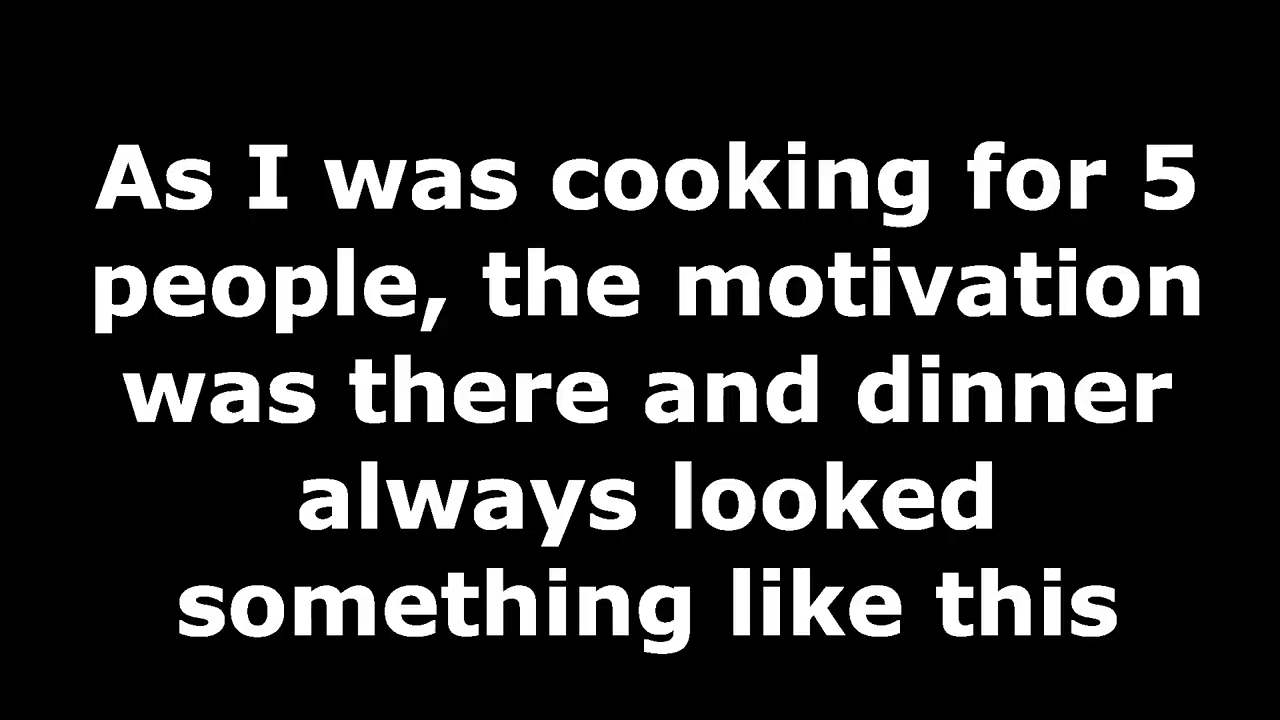 As I was cooking for 5
people, the motivation
was there and dinner
always looked
something like this